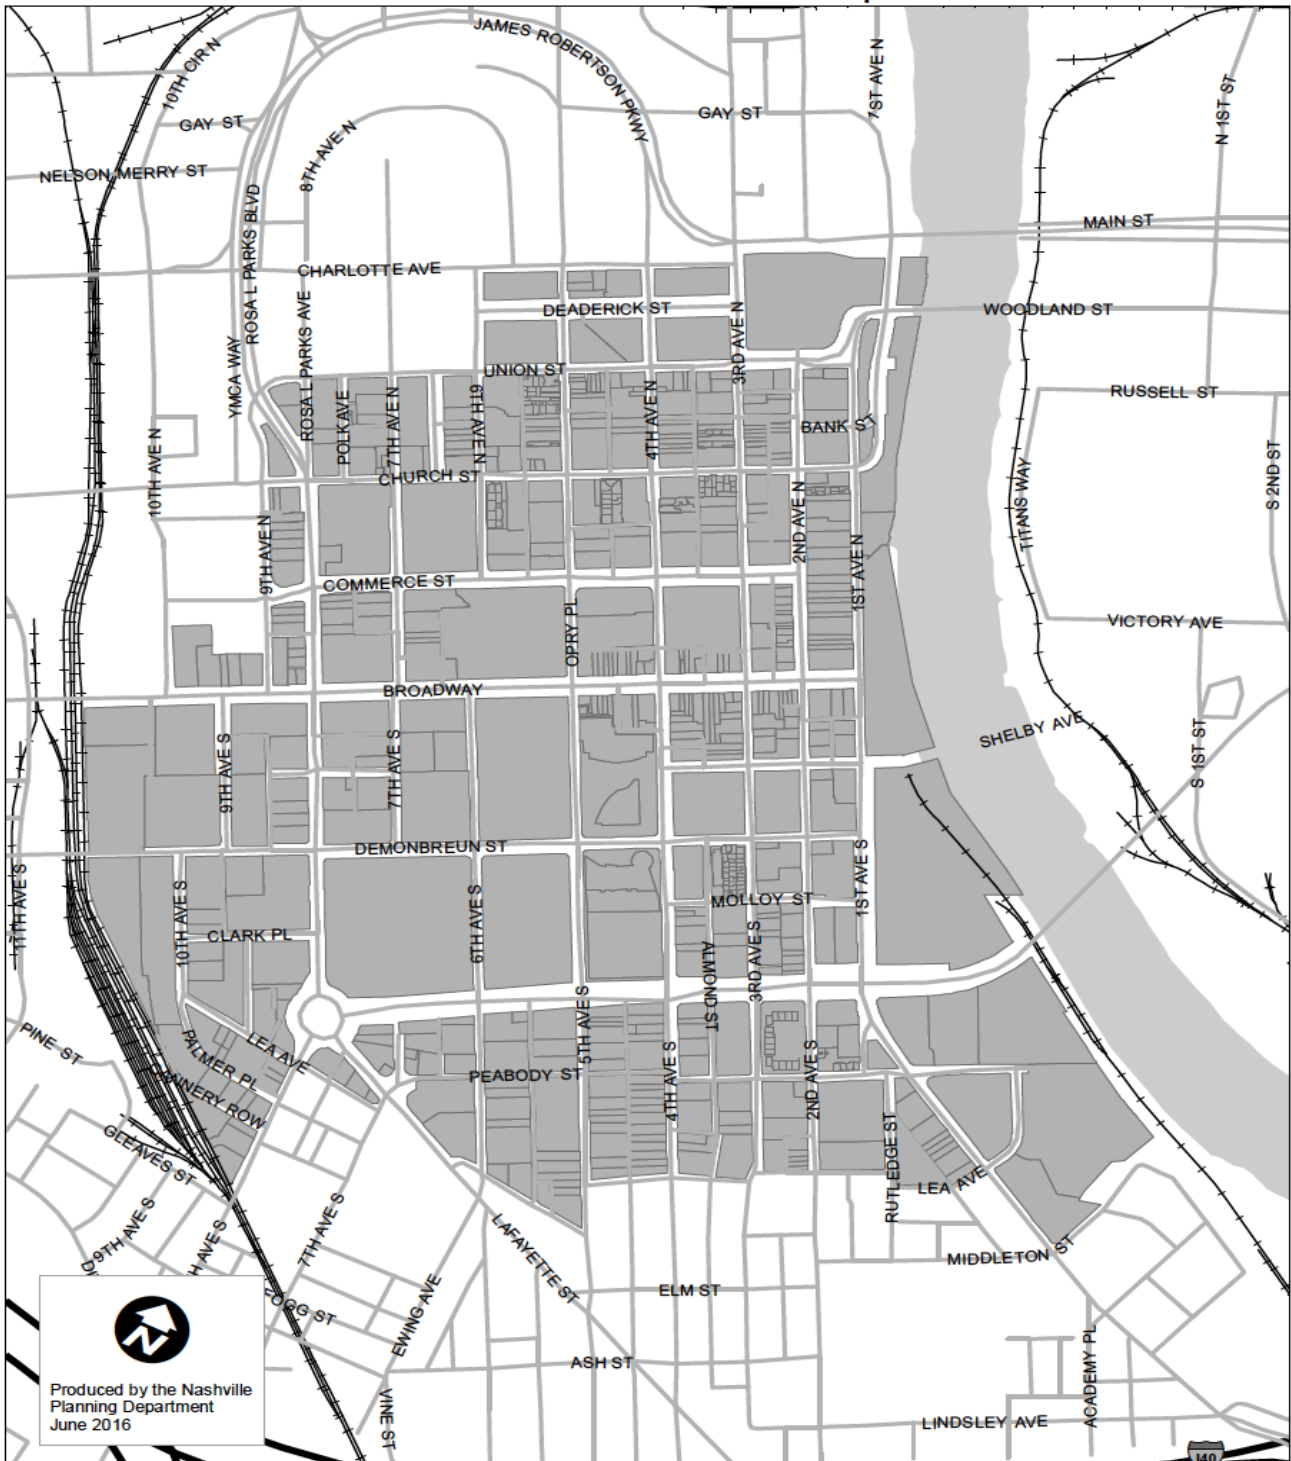 JAMES ROBERTSON PKWY
10TH CIR N
7ST AVE N
N 1ST ST
GAY ST
GAY ST
8TH AVE N
NELSON MERRY ST
ROSA L PARKS BLVD
MAIN ST
CHARLOTTE AVE
DEADERICK ST
WOODLAND ST
YMCA WAY
ROSA L PARKS AVE
3RD AVE N
UNION ST
RUSSELL ST
POLK AVE
7TH AVE N
6TH AVE N
4TH AVE N
BANK ST
10TH AVE N
CHURCH ST
S 2ND ST
TITANS WAY
2ND AVE N
9TH AVE N
1ST AVE N
COMMERCE ST
OPRY PL
VICTORY AVE
BROADWAY
SHELBY AVE
S 1ST ST
9TH AVE S
7TH AVE S
DEMONBREUN ST
11TH AVE S
10TH AVE S
6TH AVE S
MOLLOY ST
1ST AVE S
CLARK PL
ALMOND ST
3RD AVE S
5TH AVE S
PINE ST
LEA AVE
PALMER PL
PEABODY ST
4TH AVE S
2ND AVE S
CANNERY ROW
RUTLEDGE ST
GLEAVES ST
LEA AVE
9TH AVE S
H AVE S
7TH AVE S
LAFAYETTE ST
MIDDLETON ST
ELM ST
FOGG ST
EWING AVE
ASH ST
ACADEMY PL
VINE ST
LINDSLEY AVE
I40
N
Produced by the Nashville
Planning Department
June 2016